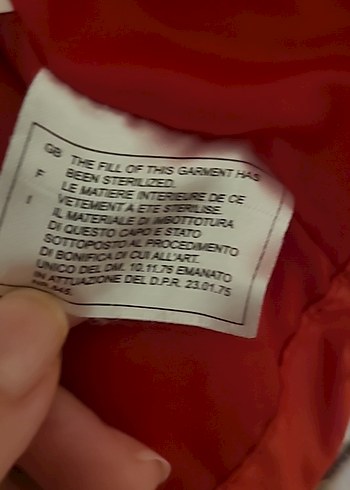 GB THE FILL OF THIS GARMENT HAS
BEEN STERILIZED.
F LE MATIERE INTERIEIRE DE CE
VETEMENT A ETE STERILISE.
I IL MATERIALE DI IMBOTTOTURA
DI QUESTO CAPO E STATO
SOTTOPOSTO AL PROCEDIMENTO
DI BONIFICA DI CUI ALL'ART.
UNICO DEL DM. 10.11.75 EMANATO
IN ATTUAZIONE DEL D.P.R. 23.01.75